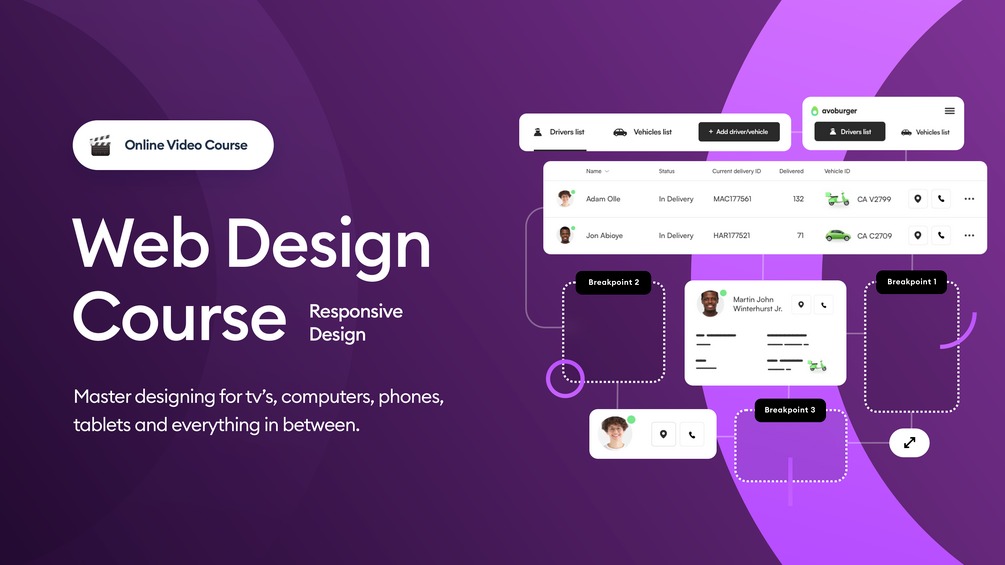 Online Video Course
Web Design
Course
Responsive
Design
Master designing for tv's, computers, phones,
tablets and everything in between.
Drivers list
Vehicles list
+ Add driver/vehicle
avoburger
Drivers list
Vehicles list
Name
Status
Current delivery ID
Delivered
Vehicle ID
Adam Olle
In Delivery
MAC177561
132
CA V2799
Jon Abioye
In Delivery
HAR177521
71
CA C2709
Breakpoint 2
Martin John
Winterhurst Jr.
Breakpoint 1
Breakpoint 3